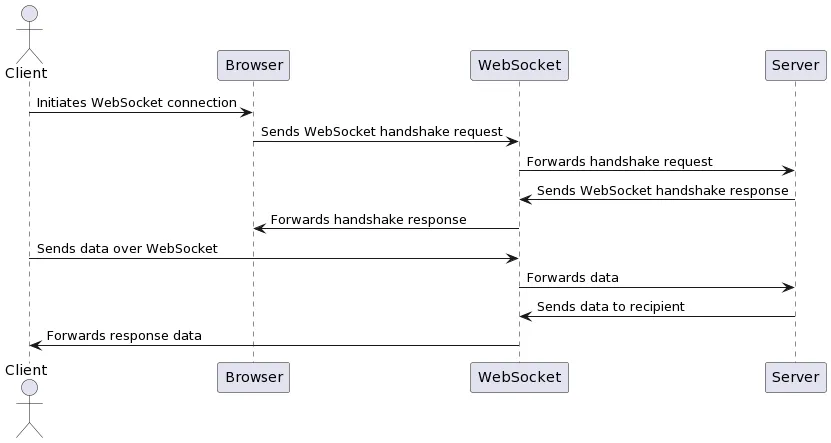 Client
Browser
WebSocket
Server
Initiates WebSocket connection
Sends WebSocket handshake request
Forwards handshake request
Sends WebSocket handshake response
Forwards handshake response
Sends data over WebSocket
Forwards data
Sends data to recipient
Forwards response data
Client
Browser
WebSocket
Server